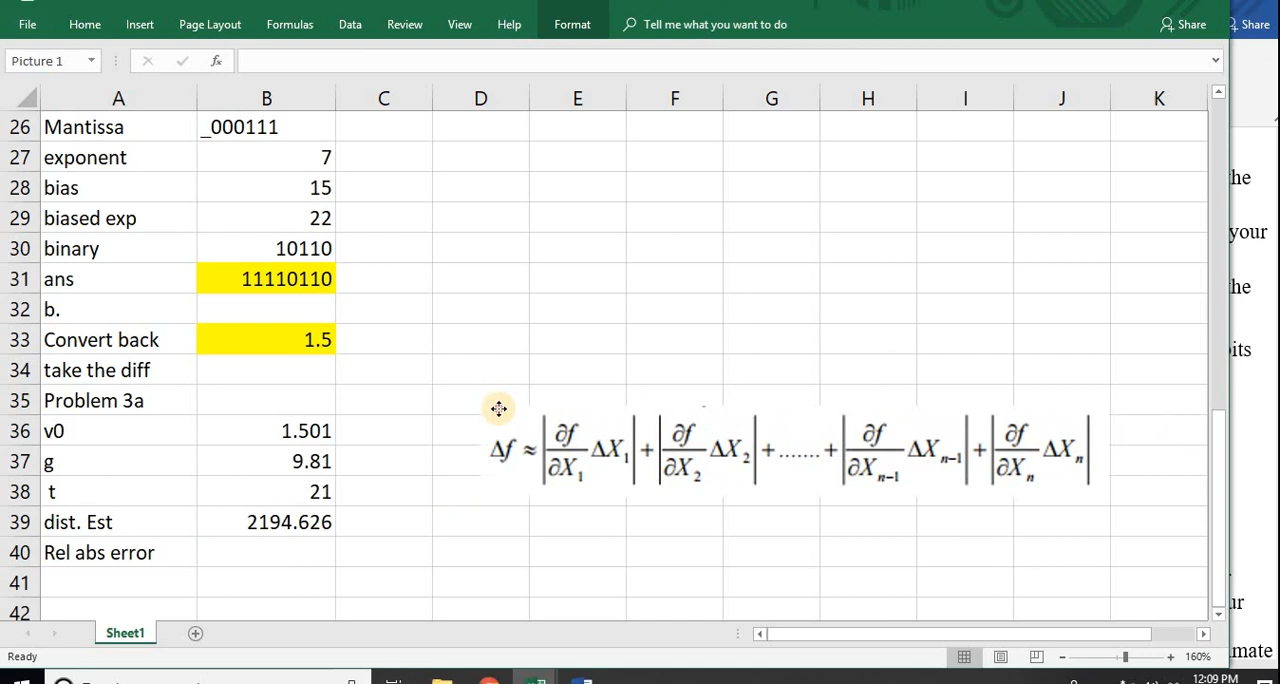 File Home Insert Page Layout Formulas Data Review View Help Format Tell me what you want to do Share Share
Picture 1 fx
A B C D E F G H I J K
26 Mantissa _000111
27 exponent 7
28 bias 15
29 biased exp 22
30 binary 10110
31 ans 11110110
32 b.
33 Convert back 1.5
34 take the diff
35 Problem 3a
36 v0 1.501
37 g 9.81
38 t 21
39 dist. Est 2194.626
40 Rel abs error
41
42
Δf ≈ |∂f/∂X₁ ΔX₁| + |∂f/∂X₂ ΔX₂| + ....... + |∂f/∂Xₙ₋₁ ΔXₙ₋₁| + |∂f/∂Xₙ ΔXₙ|
the
your
the
bits
ur
mate
Sheet1
Ready 160%
12:09 PM